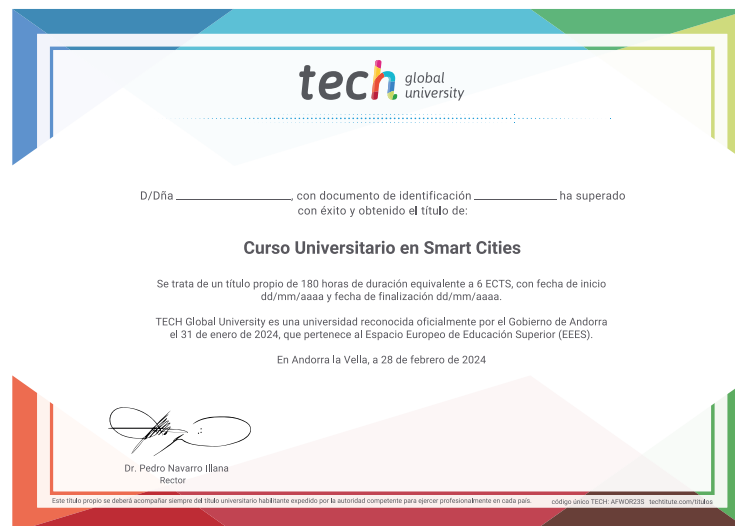 tech global university
D/Dña ____________________, con documento de identificación ______________ ha superado
con éxito y obtenido el título de:
Curso Universitario en Smart Cities
Se trata de un título propio de 180 horas de duración equivalente a 6 ECTS, con fecha de inicio
dd/mm/aaaa y fecha de finalización dd/mm/aaaa.
TECH Global University es una universidad reconocida oficialmente por el Gobierno de Andorra
el 31 de enero de 2024, que pertenece al Espacio Europeo de Educación Superior (EEES).
En Andorra la Vella, a 28 de febrero de 2024
Dr. Pedro Navarro Illana
Rector
Este título propio se deberá acompañar siempre del título universitario habilitante expedido por la autoridad competente para ejercer profesionalmente en cada país. código único TECH: AFWOR23S techtitute.com/titulos